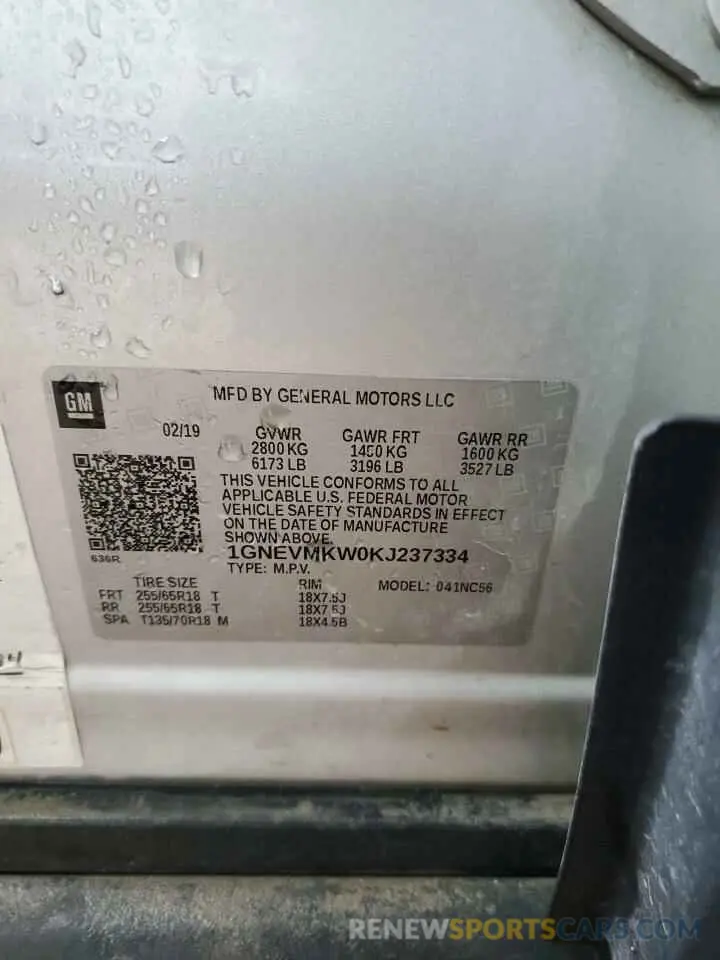 GM
MFD BY GENERAL MOTORS LLC
02/19
GVWR GAWR FRT GAWR RR
2800 KG 1450 KG 1600 KG
6173 LB 3196 LB 3527 LB
THIS VEHICLE CONFORMS TO ALL
APPLICABLE U.S. FEDERAL MOTOR
VEHICLE SAFETY STANDARDS IN EFFECT
ON THE DATE OF MANUFACTURE
SHOWN ABOVE.
1GNEVMKW0KJ237334
636R
TYPE: M.P.V.
TIRE SIZE RIM MODEL: 041NC56
FRT 255/65R18 T 18X7.5J
RR 255/65R18 T 18X7.5J
SPA T135/70R18 M 18X4.5B
RENEWSPORTSCARS.COM